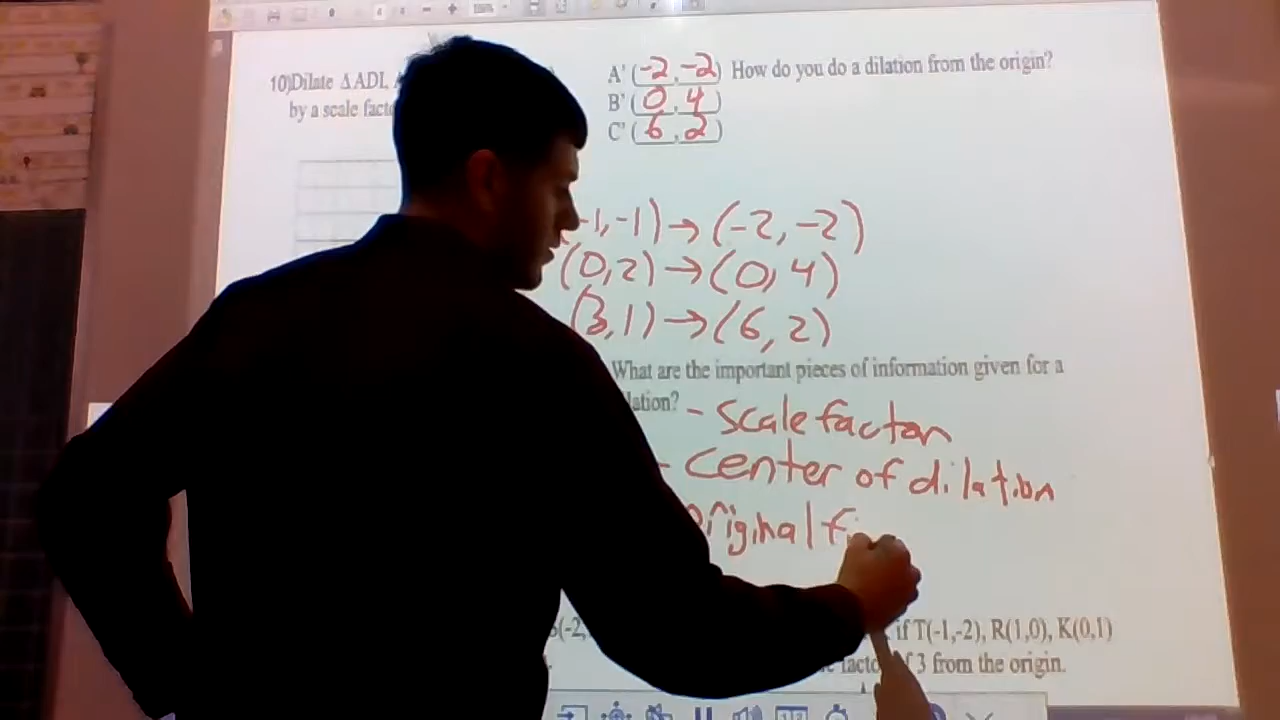 10)Dilate ΔADI,
by a scale
A' (-2,-2) How do you do a dilation from the origin?
B' (0,4)
C' (6,2)
-1,-1)→(-2,-2)
(0,2)→(0,4)
(3,1)→(6,2)
What are the important pieces of information given for a
- Scale factor
- Center of dilation
original
if T(-1,-2), R(1,0), K(0,1)
3 from the origin.